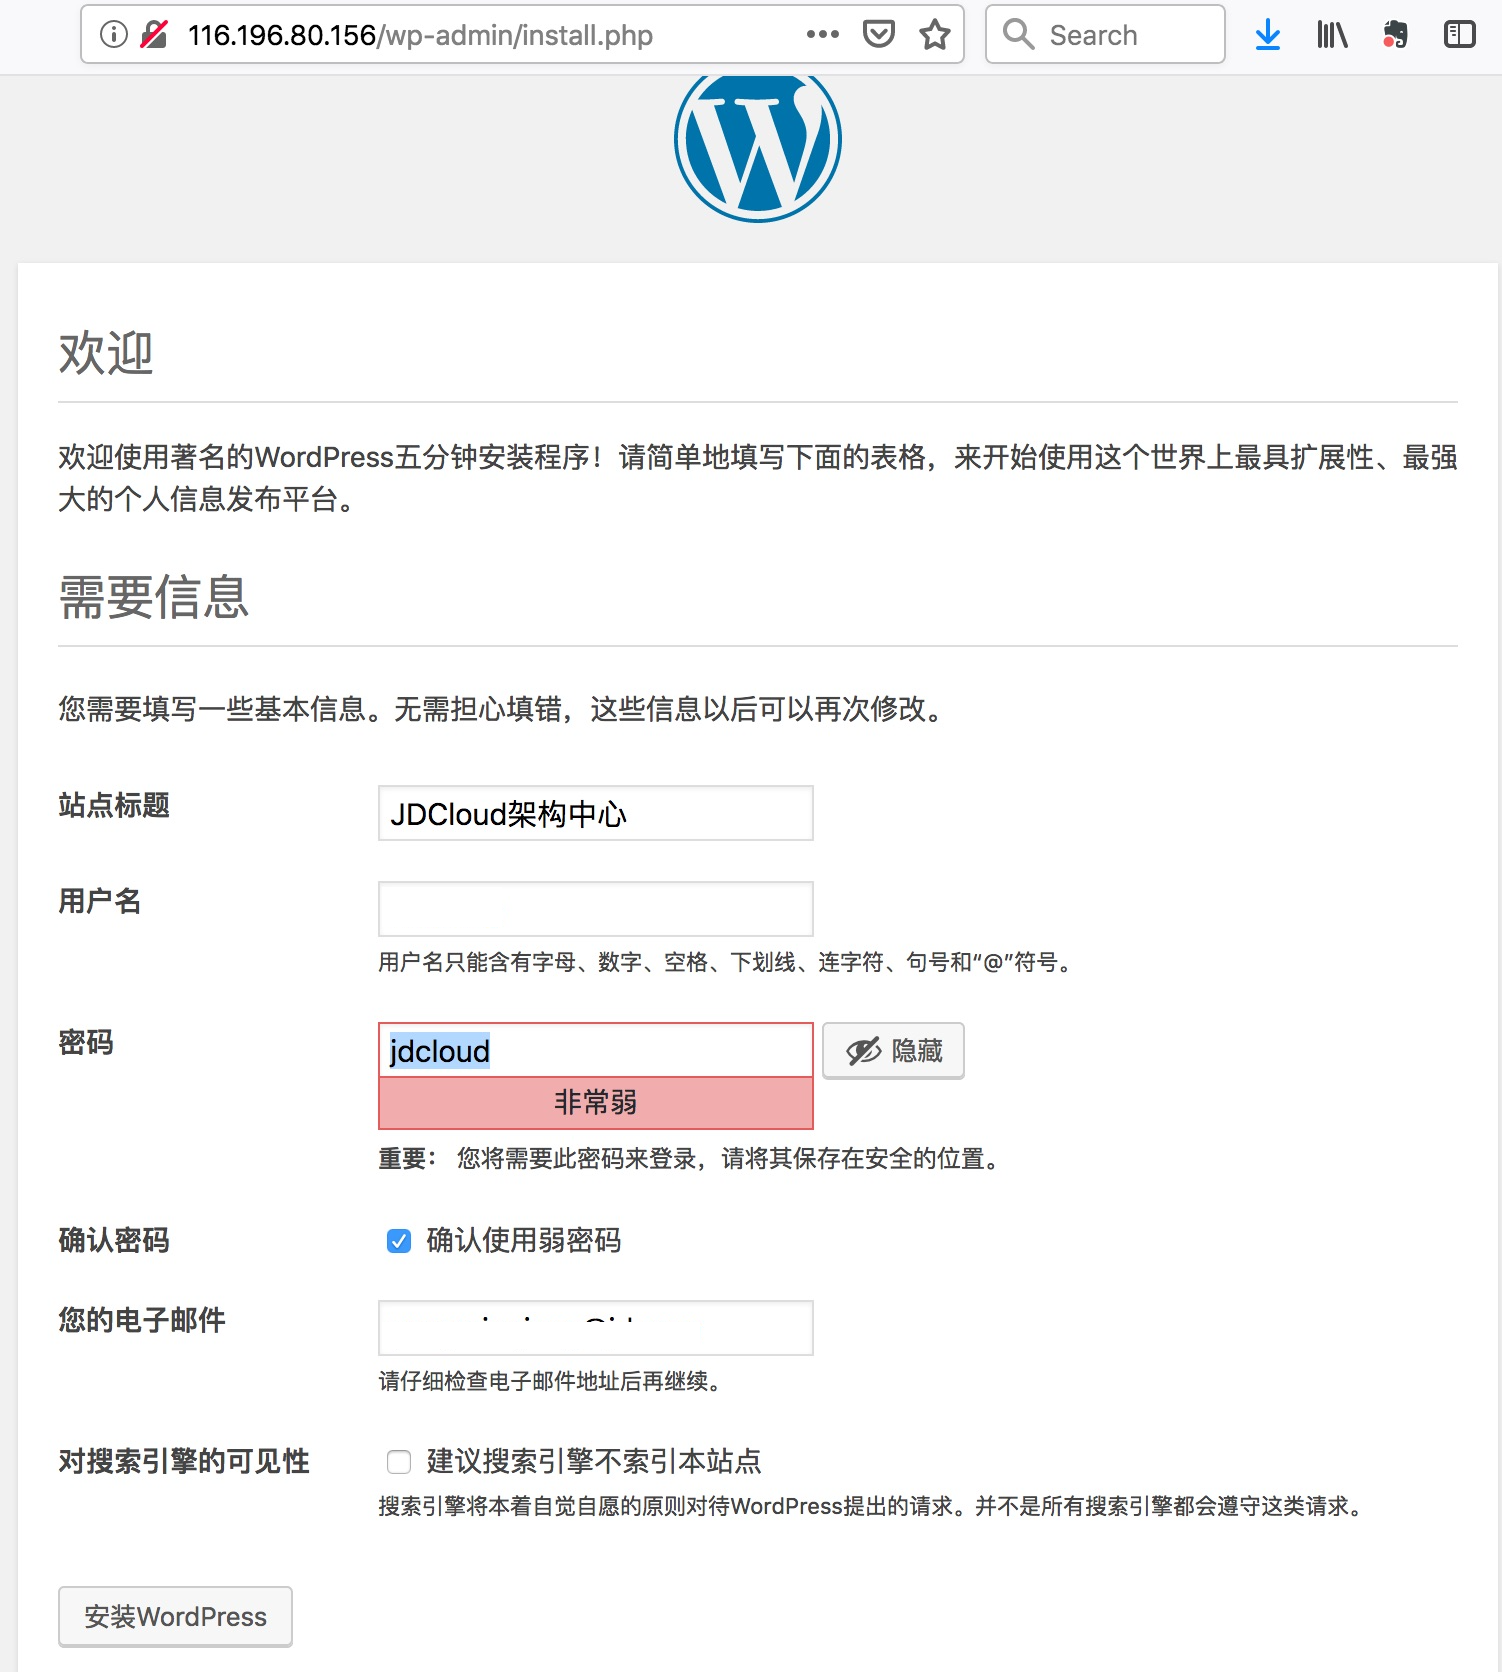 116.196.80.156/wp-admin/install.php
Search
欢迎
欢迎使用著名的WordPress五分钟安装程序！请简单地填写下面的表格，来开始使用这个世界上最具扩展性、最强
大的个人信息发布平台。
需要信息
您需要填写一些基本信息。无需担心填错，这些信息以后可以再次修改。
站点标题
JDCloud架构中心
用户名
用户名只能含有字母、数字、空格、下划线、连字符、句号和“@”符号。
密码
jdcloud
隐藏
非常弱
重要： 您将需要此密码来登录，请将其保存在安全的位置。
确认密码
确认使用弱密码
您的电子邮件
请仔细检查电子邮件地址后再继续。
对搜索引擎的可见性
建议搜索引擎不索引本站点
搜索引擎将本着自觉自愿的原则对待WordPress提出的请求。并不是所有搜索引擎都会遵守这类请求。
安装WordPress